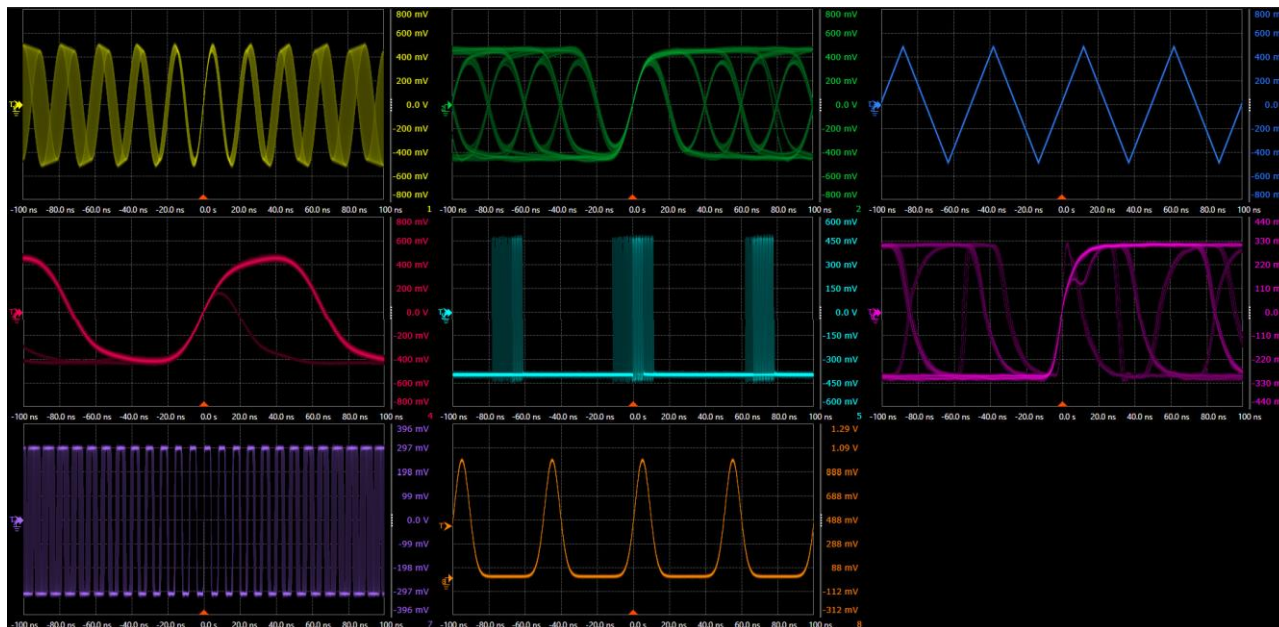 800 mV
600 mV
400 mV
200 mV
0.0 V
-200 mV
-400 mV
-600 mV
-800 mV
-100 ns -80.0 ns -60.0 ns -40.0 ns -20.0 ns 0.0 s 20.0 ns 40.0 ns 60.0 ns 80.0 ns 100 ns
1
800 mV
600 mV
400 mV
200 mV
0.0 V
-200 mV
-400 mV
-600 mV
-800 mV
-100 ns -80.0 ns -60.0 ns -40.0 ns -20.0 ns 0.0 s 20.0 ns 40.0 ns 60.0 ns 80.0 ns 100 ns
2
800 m
600 m
400 m
200 m
0.0 V
-200 m
-400 m
-600 m
-800 m
-100 ns -80.0 ns -60.0 ns -40.0 ns -20.0 ns 0.0 s 20.0 ns 40.0 ns 60.0 ns 80.0 ns 100 ns
800 mV
600 mV
400 mV
200 mV
0.0 V
-200 mV
-400 mV
-600 mV
-800 mV
-100 ns -80.0 ns -60.0 ns -40.0 ns -20.0 ns 0.0 s 20.0 ns 40.0 ns 60.0 ns 80.0 ns 100 ns
4
600 mV
450 mV
300 mV
150 mV
0.0 V
-150 mV
-300 mV
-450 mV
-600 mV
-100 ns -80.0 ns -60.0 ns -40.0 ns -20.0 ns 0.0 s 20.0 ns 40.0 ns 60.0 ns 80.0 ns 100 ns
5
440 m
330 m
220 m
110 m
0.0 V
-110 m
-220 m
-330 m
-440 m
-100 ns -80.0 ns -60.0 ns -40.0 ns -20.0 ns 0.0 s 20.0 ns 40.0 ns 60.0 ns 80.0 ns 100 ns
396 mV
297 mV
198 mV
99 mV
0.0 V
-99 mV
-198 mV
-297 mV
-396 mV
-100 ns -80.0 ns -60.0 ns -40.0 ns -20.0 ns 0.0 s 20.0 ns 40.0 ns 60.0 ns 80.0 ns 100 ns
7
1.29 V
1.09 V
888 mV
688 mV
488 mV
288 mV
88 mV
-112 mV
-312 mV
-100 ns -80.0 ns -60.0 ns -40.0 ns -20.0 ns 0.0 s 20.0 ns 40.0 ns 60.0 ns 80.0 ns 100 ns
8